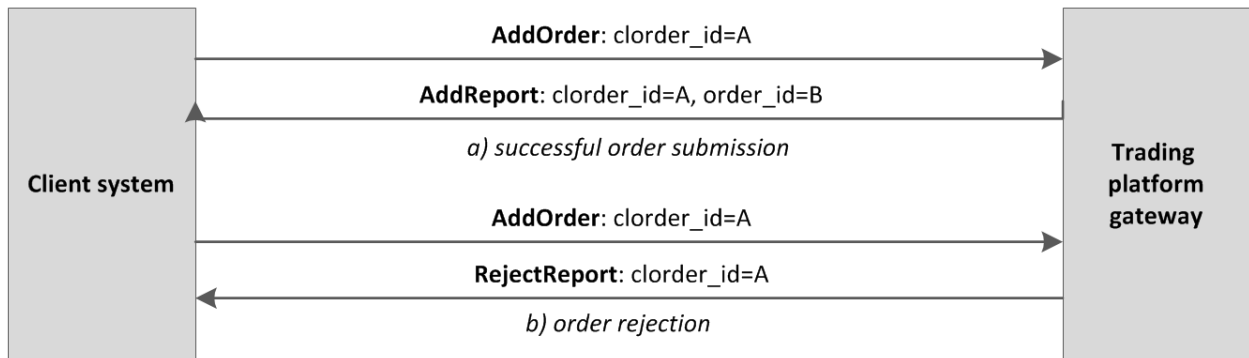 AddOrder: clorder_id=A
AddReport: clorder_id=A, order_id=B
a) successful order submission
Client system
Trading
platform
gateway
AddOrder: clorder_id=A
RejectReport: clorder_id=A
b) order rejection